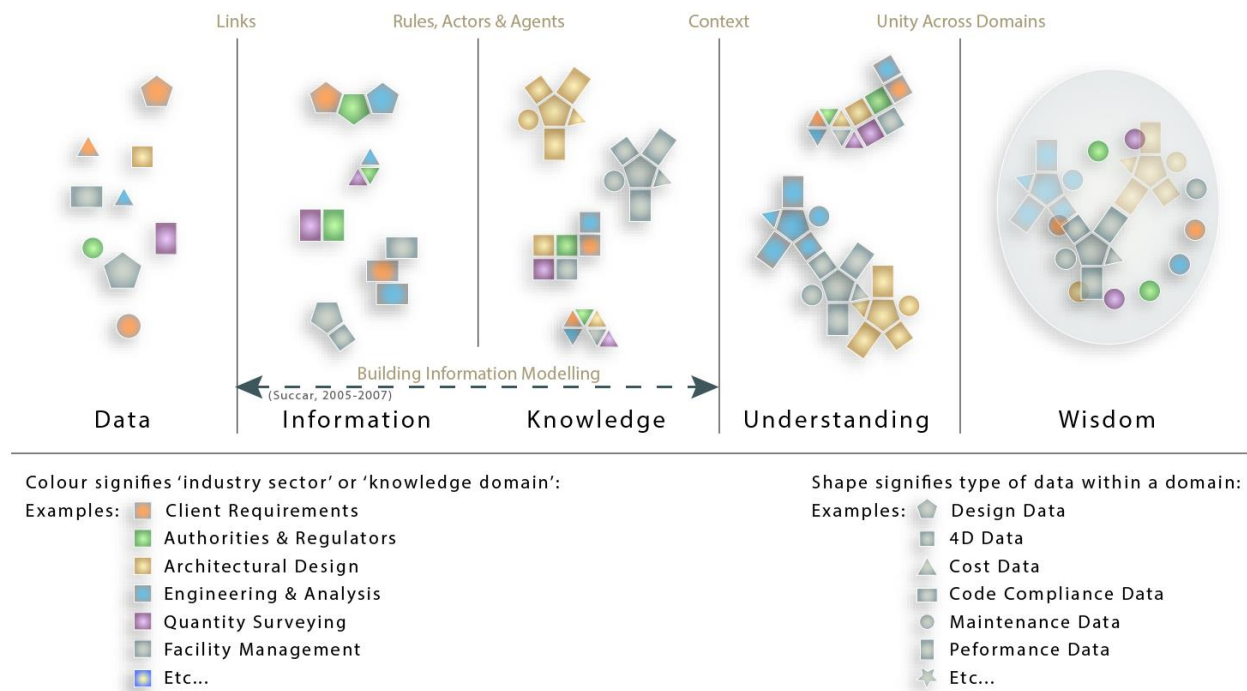 Links
Rules, Actors & Agents
Context
Unity Across Domains
Building Information Modelling
(Succar, 2005-2007)
Data
Information
Knowledge
Understanding
Wisdom
Colour signifies ‘industry sector’ or ‘knowledge domain’:
Examples:
Client Requirements
Authorities & Regulators
Architectural Design
Engineering & Analysis
Quantity Surveying
Facility Management
Etc...
Shape signifies type of data within a domain:
Examples:
Design Data
4D Data
Cost Data
Code Compliance Data
Maintenance Data
Peformance Data
Etc...